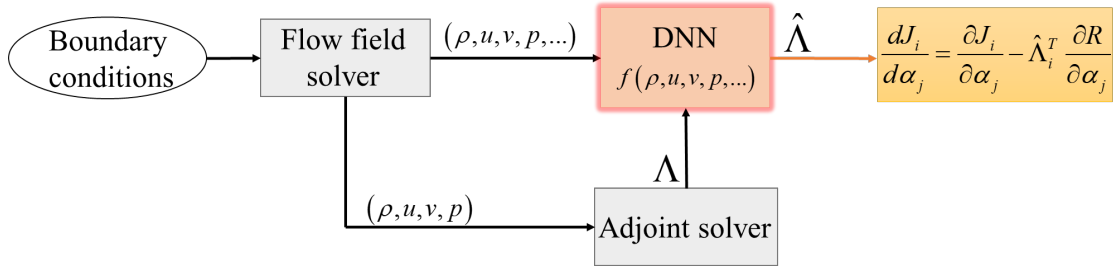 Boundary
conditions
Flow field
solver
(ρ,u,v,p,...)
DNN
f(ρ,u,v,p,...)
Λ̂
dJ_i/dα_j = ∂J_i/∂α_j − Λ̂_i^T ∂R/∂α_j
Λ
(ρ,u,v,p)
Adjoint solver